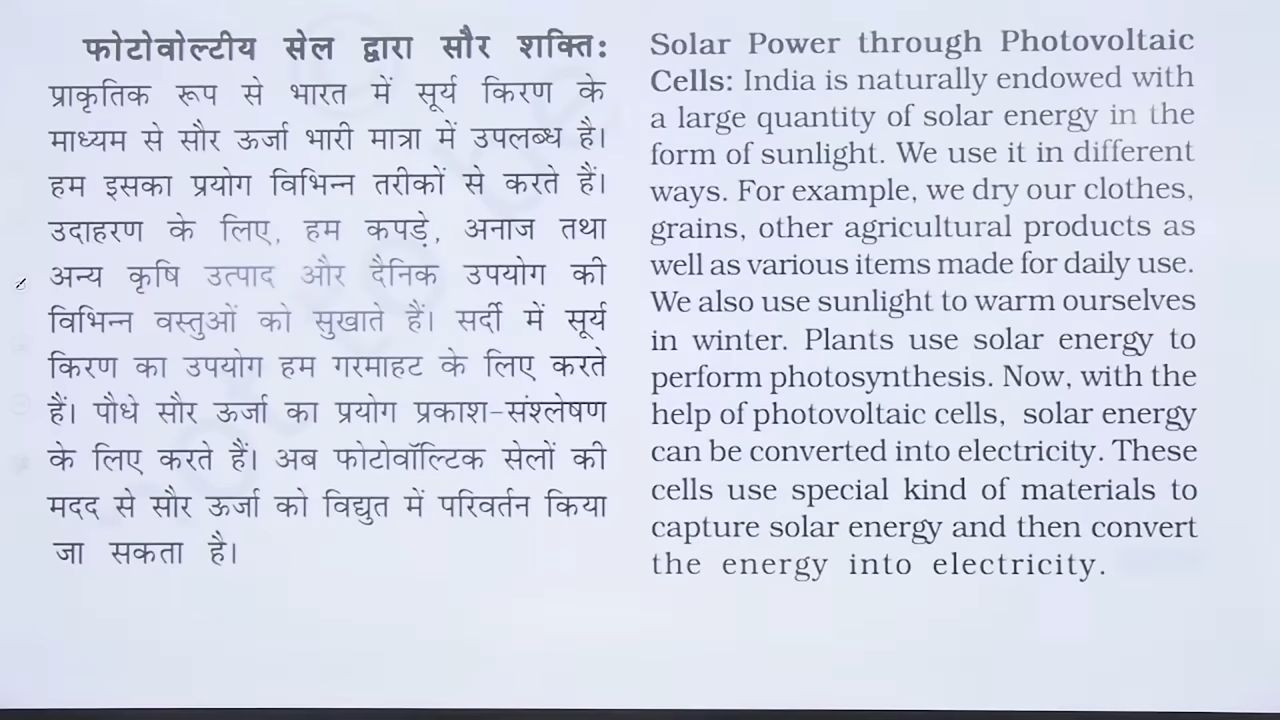 फोटोवोल्टीय सेल द्वारा सौर शक्ति:
प्राकृतिक रूप से भारत में सूर्य किरण के
माध्यम से सौर ऊर्जा भारी मात्रा में उपलब्ध है।
हम इसका प्रयोग विभिन्न तरीकों से करते हैं।
उदाहरण के लिए, हम कपड़े, अनाज तथा
अन्य कृषि उत्पाद और दैनिक उपयोग की
विभिन्न वस्तुओं को सुखाते हैं। सर्दी में सूर्य
किरण का उपयोग हम गरमाहट के लिए करते
हैं। पौधे सौर ऊर्जा का प्रयोग प्रकाश-संश्लेषण
के लिए करते हैं। अब फोटोवॉल्टिक सेलों की
मदद से सौर ऊर्जा को विद्युत में परिवर्तन किया
जा सकता है।
Solar Power through Photovoltaic
Cells: India is naturally endowed with
a large quantity of solar energy in the
form of sunlight. We use it in different
ways. For example, we dry our clothes,
grains, other agricultural products as
well as various items made for daily use.
We also use sunlight to warm ourselves
in winter. Plants use solar energy to
perform photosynthesis. Now, with the
help of photovoltaic cells, solar energy
can be converted into electricity. These
cells use special kind of materials to
capture solar energy and then convert
the energy into electricity.